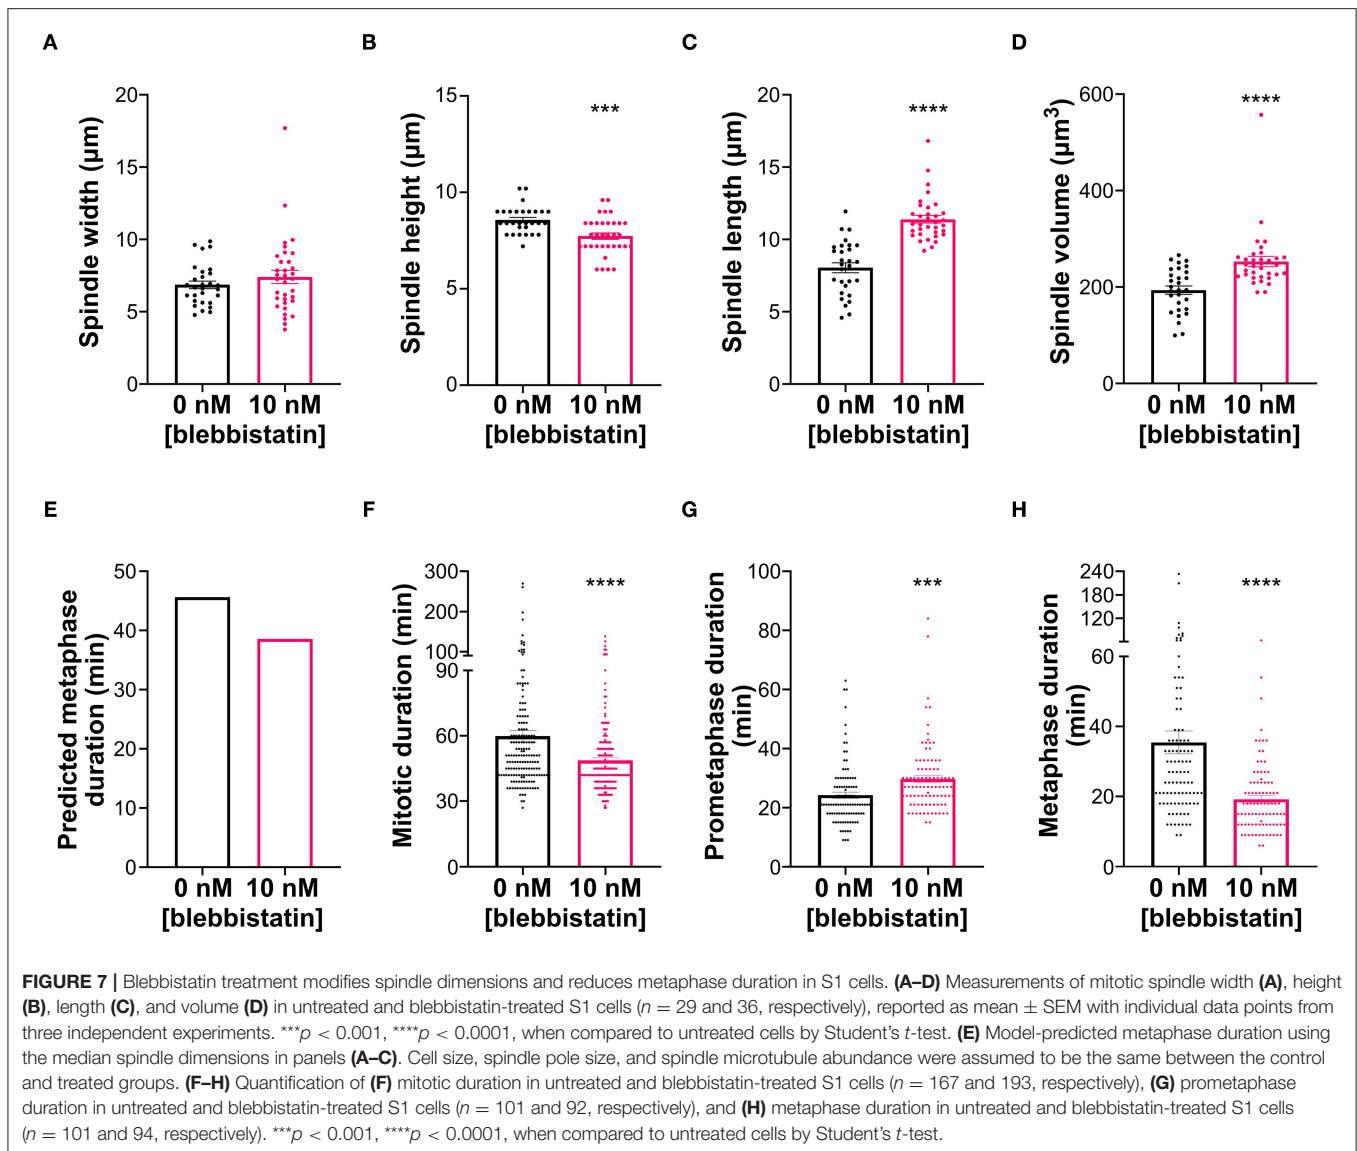 A
B
C
D
Spindle width (µm)
20
15
10
5
0
0 nM 10 nM
[blebbistatin]
Spindle height (µm)
15
10
5
0
***
0 nM 10 nM
[blebbistatin]
Spindle length (µm)
20
15
10
5
0
****
0 nM 10 nM
[blebbistatin]
Spindle volume (µm³)
600
400
200
0
****
0 nM 10 nM
[blebbistatin]
E
F
G
H
Predicted metaphase
duration (min)
50
40
30
20
10
0
0 nM 10 nM
[blebbistatin]
Mitotic duration (min)
300
200
100
90
60
30
0
****
0 nM 10 nM
[blebbistatin]
Prometaphase duration
(min)
100
80
60
40
20
0
***
0 nM 10 nM
[blebbistatin]
Metaphase duration
(min)
240
180
120
60
40
20
0
****
0 nM 10 nM
[blebbistatin]
FIGURE 7 | Blebbistatin treatment modifies spindle dimensions and reduces metaphase duration in S1 cells. (A–D) Measurements of mitotic spindle width (A), height
(B), length (C), and volume (D) in untreated and blebbistatin-treated S1 cells (n = 29 and 36, respectively), reported as mean ± SEM with individual data points from
three independent experiments. ***p < 0.001, ****p < 0.0001, when compared to untreated cells by Student's t-test. (E) Model-predicted metaphase duration using
the median spindle dimensions in panels (A–C). Cell size, spindle pole size, and spindle microtubule abundance were assumed to be the same between the control
and treated groups. (F–H) Quantification of (F) mitotic duration in untreated and blebbistatin-treated S1 cells (n = 167 and 193, respectively), (G) prometaphase
duration in untreated and blebbistatin-treated S1 cells (n = 101 and 92, respectively), and (H) metaphase duration in untreated and blebbistatin-treated S1 cells
(n = 101 and 94, respectively). ***p < 0.001, ****p < 0.0001, when compared to untreated cells by Student's t-test.